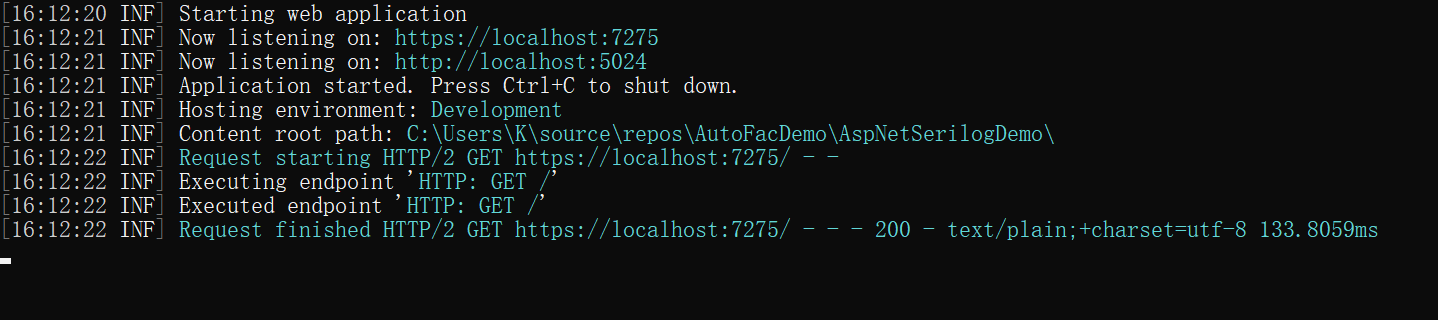 [16:12:20 INF] Starting web application
[16:12:21 INF] Now listening on: https://localhost:7275
[16:12:21 INF] Now listening on: http://localhost:5024
[16:12:21 INF] Application started. Press Ctrl+C to shut down.
[16:12:21 INF] Hosting environment: Development
[16:12:21 INF] Content root path: C:\Users\K\source\repos\AutoFacDemo\AspNetSerilogDemo\
[16:12:22 INF] Request starting HTTP/2 GET https://localhost:7275/ - -
[16:12:22 INF] Executing endpoint 'HTTP: GET /'
[16:12:22 INF] Executed endpoint 'HTTP: GET /'
[16:12:22 INF] Request finished HTTP/2 GET https://localhost:7275/ - - - 200 - text/plain;+charset=utf-8 133.8059ms